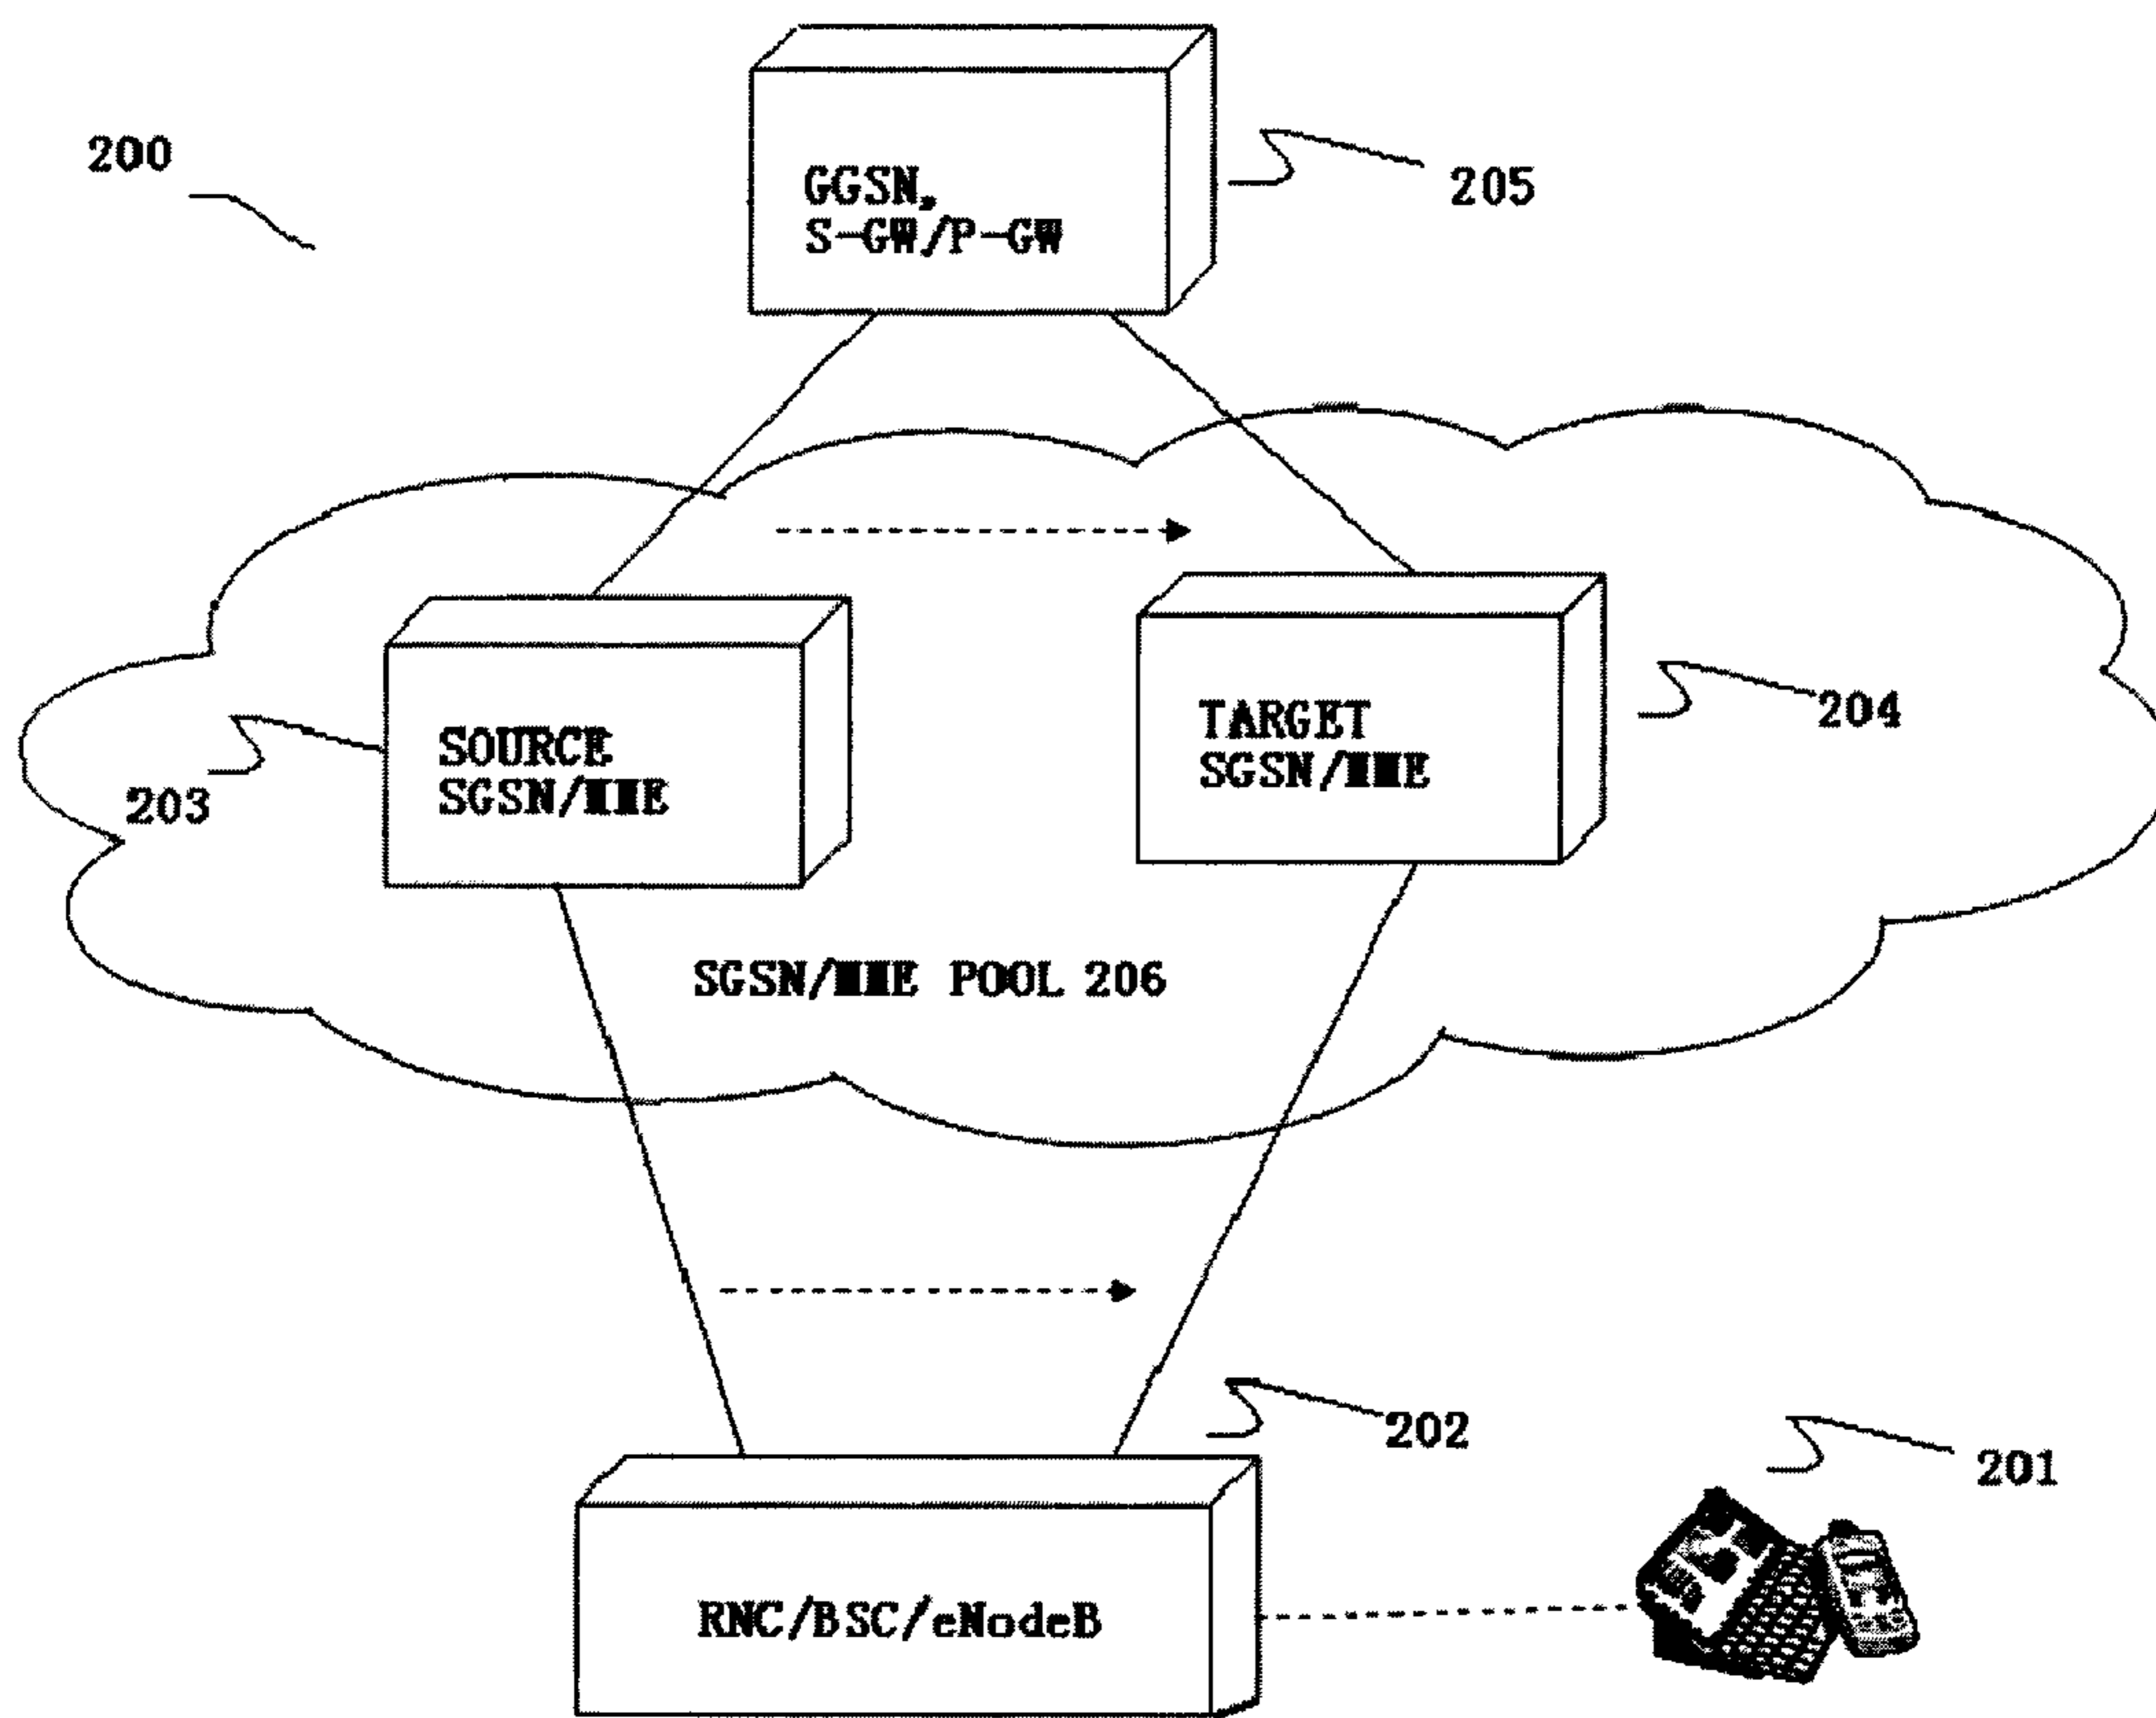 200
GGSN,
S-GW/P-GW
205
SOURCE
SGSN/MME
203
TARGET
SGSN/MME
204
SGSN/MME POOL 206
202
201
RNC/BSC/eNodeB